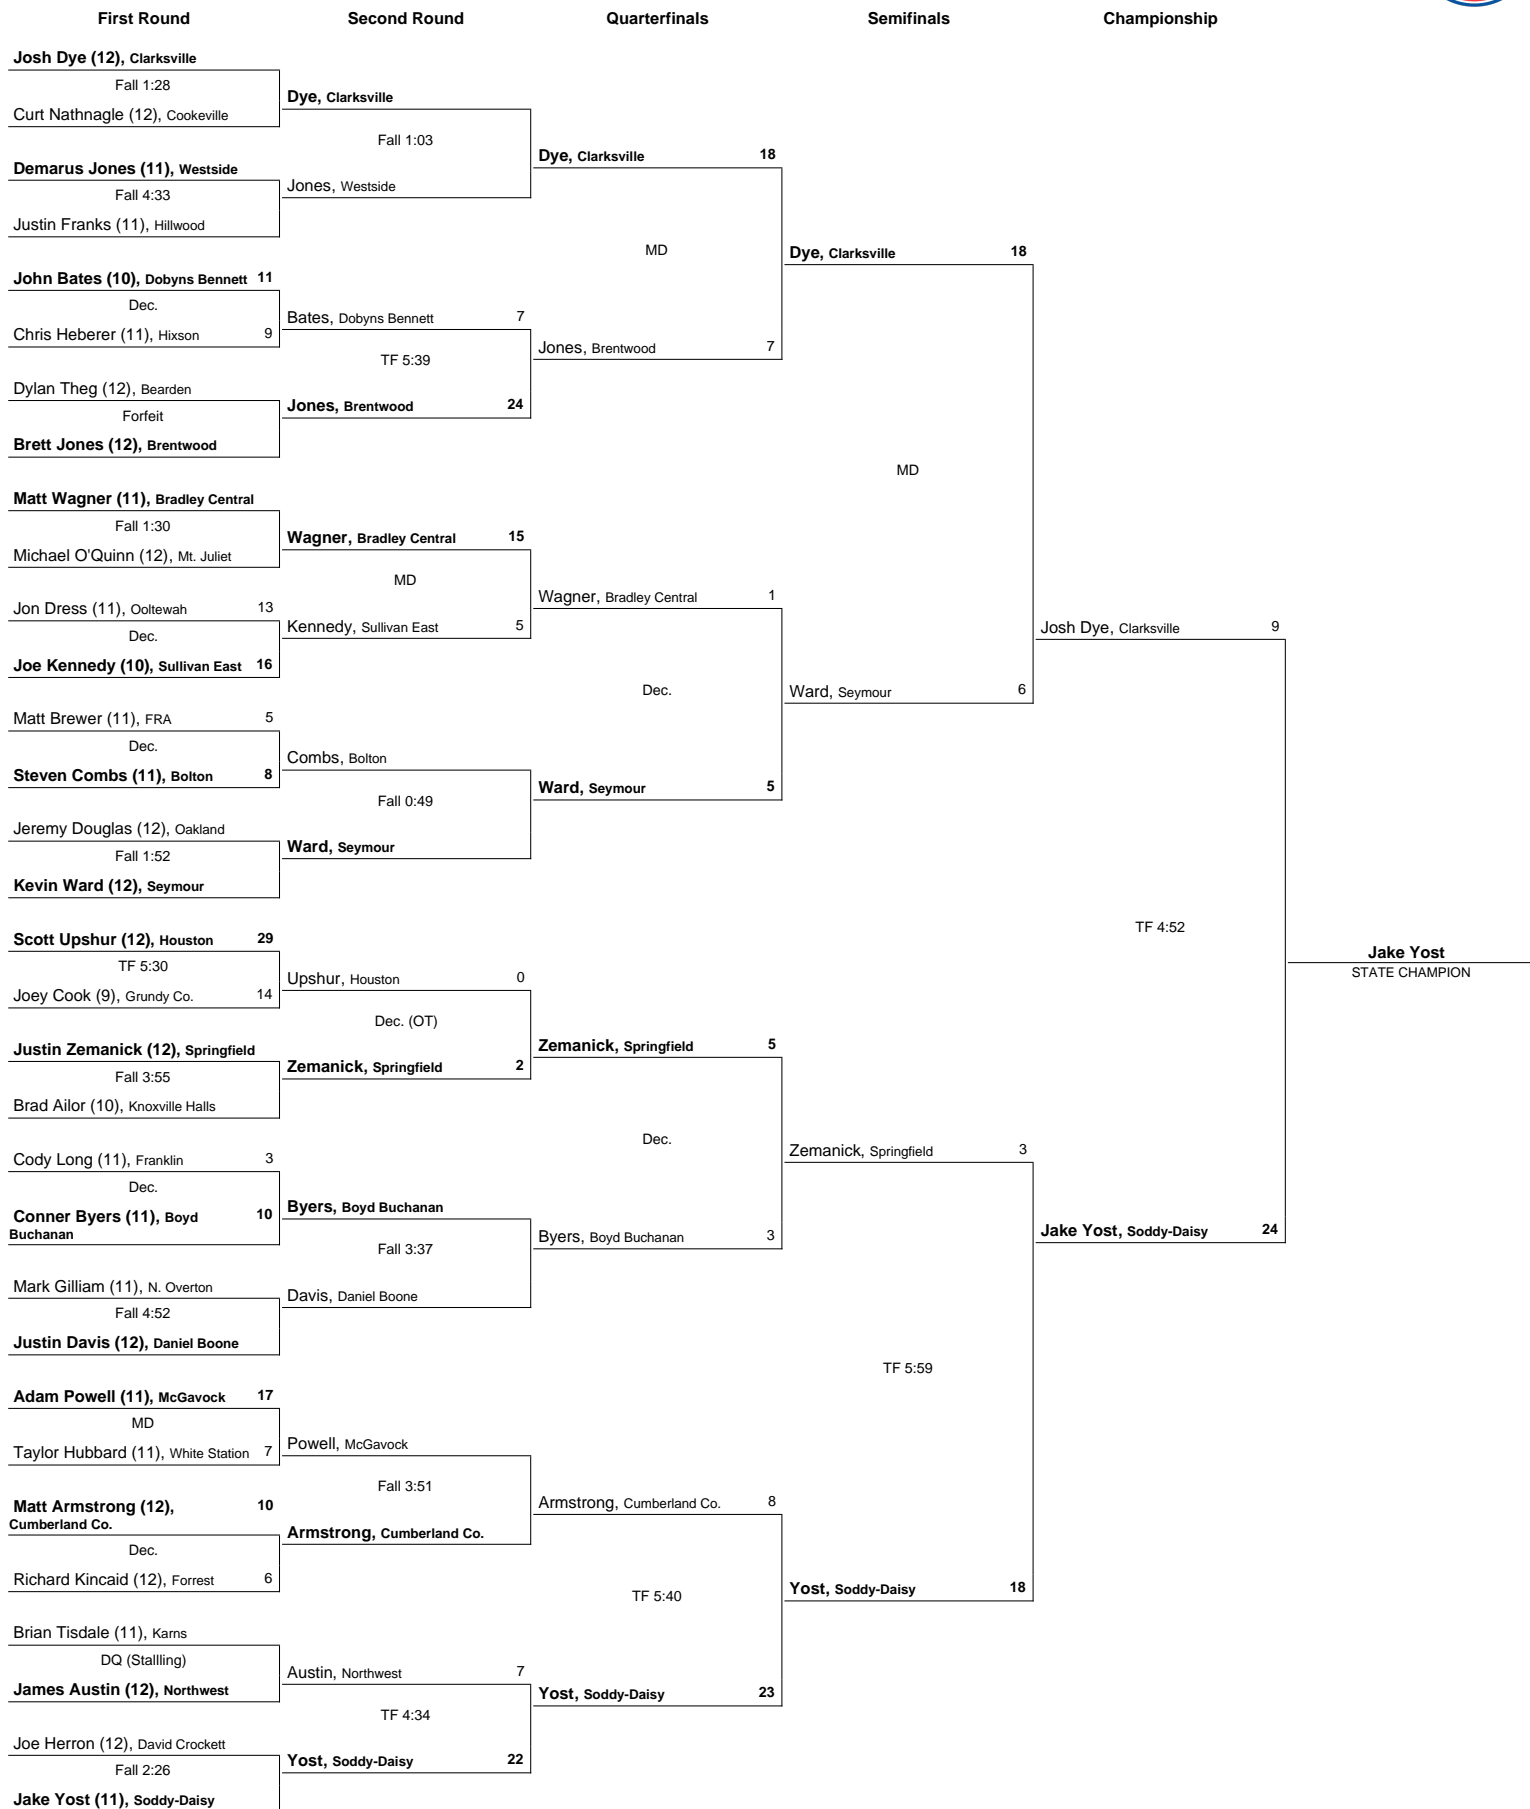 First Round
Second Round
Quarterfinals
Semifinals
Championship
Josh Dye (12), Clarksville
Fall 1:28
Curt Nathnagle (12), Cookeville
Demarus Jones (11), Westside
Fall 4:33
Justin Franks (11), Hillwood
John Bates (10), Dobyns Bennett 11
Dec.
Chris Heberer (11), Hixson 9
Dylan Theg (12), Bearden
Forfeit
Brett Jones (12), Brentwood
Matt Wagner (11), Bradley Central
Fall 1:30
Michael O'Quinn (12), Mt. Juliet
Jon Dress (11), Ooltewah 13
Dec.
Joe Kennedy (10), Sullivan East 16
Matt Brewer (11), FRA 5
Dec.
Steven Combs (11), Bolton 8
Jeremy Douglas (12), Oakland
Fall 1:52
Kevin Ward (12), Seymour
Scott Upshur (12), Houston 29
TF 5:30
Joey Cook (9), Grundy Co. 14
Justin Zemanick (12), Springfield
Fall 3:55
Brad Ailor (10), Knoxville Halls
Cody Long (11), Franklin 3
Dec.
Conner Byers (11), Boyd 10
Buchanan
Mark Gilliam (11), N. Overton
Fall 4:52
Justin Davis (12), Daniel Boone
Adam Powell (11), McGavock 17
MD
Taylor Hubbard (11), White Station 7
Matt Armstrong (12), 10
Cumberland Co.
Dec.
Richard Kincaid (12), Forrest 6
Brian Tisdale (11), Karns
DQ (Stallling)
James Austin (12), Northwest
Joe Herron (12), David Crockett
Fall 2:26
Jake Yost (11), Soddy-Daisy
Dye, Clarksville
Fall 1:03
Jones, Westside
Bates, Dobyns Bennett 7
TF 5:39
Jones, Brentwood 24
Wagner, Bradley Central 15
MD
Kennedy, Sullivan East 5
Combs, Bolton
Fall 0:49
Ward, Seymour
Upshur, Houston 0
Dec. (OT)
Zemanick, Springfield 2
Byers, Boyd Buchanan
Fall 3:37
Davis, Daniel Boone
Powell, McGavock
Fall 3:51
Armstrong, Cumberland Co.
Austin, Northwest 7
TF 4:34
Yost, Soddy-Daisy 22
Dye, Clarksville 18
MD
Jones, Brentwood 7
Wagner, Bradley Central 1
Dec.
Ward, Seymour 5
Zemanick, Springfield 5
Dec.
Byers, Boyd Buchanan 3
Armstrong, Cumberland Co. 8
TF 5:40
Yost, Soddy-Daisy 23
Dye, Clarksville 18
MD
Ward, Seymour 6
Zemanick, Springfield 3
TF 5:59
Yost, Soddy-Daisy 18
Josh Dye, Clarksville 9
TF 4:52
Jake Yost, Soddy-Daisy 24
Jake Yost
STATE CHAMPION